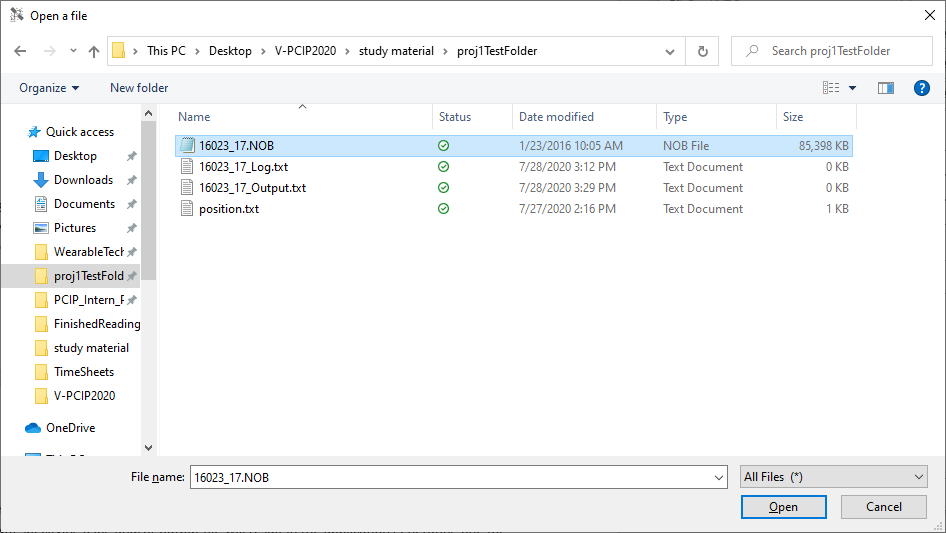 Open a file
This PC > Desktop > V-PCIP2020 > study material > proj1TestFolder
Search proj1TestFolder
Organize
New folder
?
Name Status Date modified Type Size
Quick access
Desktop
Downloads
Documents
Pictures
WearableTech
proj1TestFold
PCIP_Intern_P
FinishedReading
study material
TimeSheets
V-PCIP2020
OneDrive
16023_17.NOB 1/23/2016 10:05 AM NOB File 85,398 KB
16023_17_Log.txt 7/28/2020 3:12 PM Text Document 0 KB
16023_17_Output.txt 7/28/2020 3:29 PM Text Document 0 KB
position.txt 7/27/2020 2:16 PM Text Document 1 KB
File name: 16023_17.NOB All Files (*)
Open Cancel